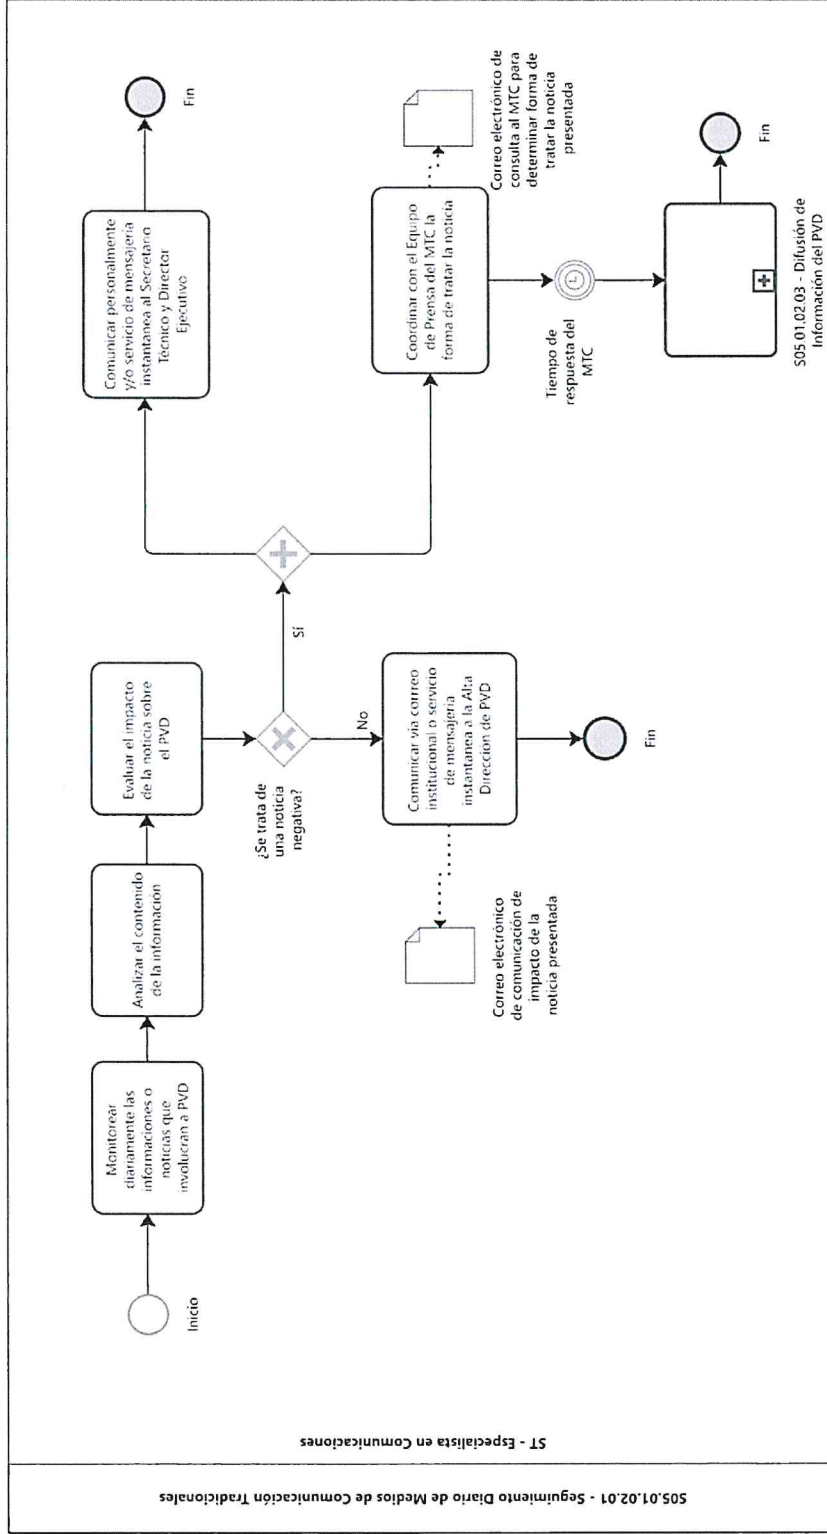 S05.01.02.01 - Seguimiento Diario de Medios de Comunicación Tradicionales
ST - Especialista en Comunicaciones
Inicio
Monitorear
diariamente las
informaciones o
noticias que
involucran a PVD
Analizar el contenido
de la información
Evaluar el impacto
de la noticia sobre
el PVD
¿Se trata de
una noticia
negativa?
Sí
No
Comunicar personalmente
y/o servicio de mensajería
instantanea al Secretario
Técnico y Director
Ejecutivo
Fin
Coordinar con el Equipo
de Prensa del MTC la
forma de tratar la noticia
Correo electrónico de
consulta al MTC para
determinar forma de
tratar la noticia
presentada
Tiempo de
respuesta del
MTC
S05.01.02.03 - Difusión de
Información del PVD
Fin
Comunicar via correo
institucional o servicio
de mensajería
instantanea a la Alta
Direccion de PVD
Correo electrónico
de comunicación de
impacto de la
noticia presentada
Fin